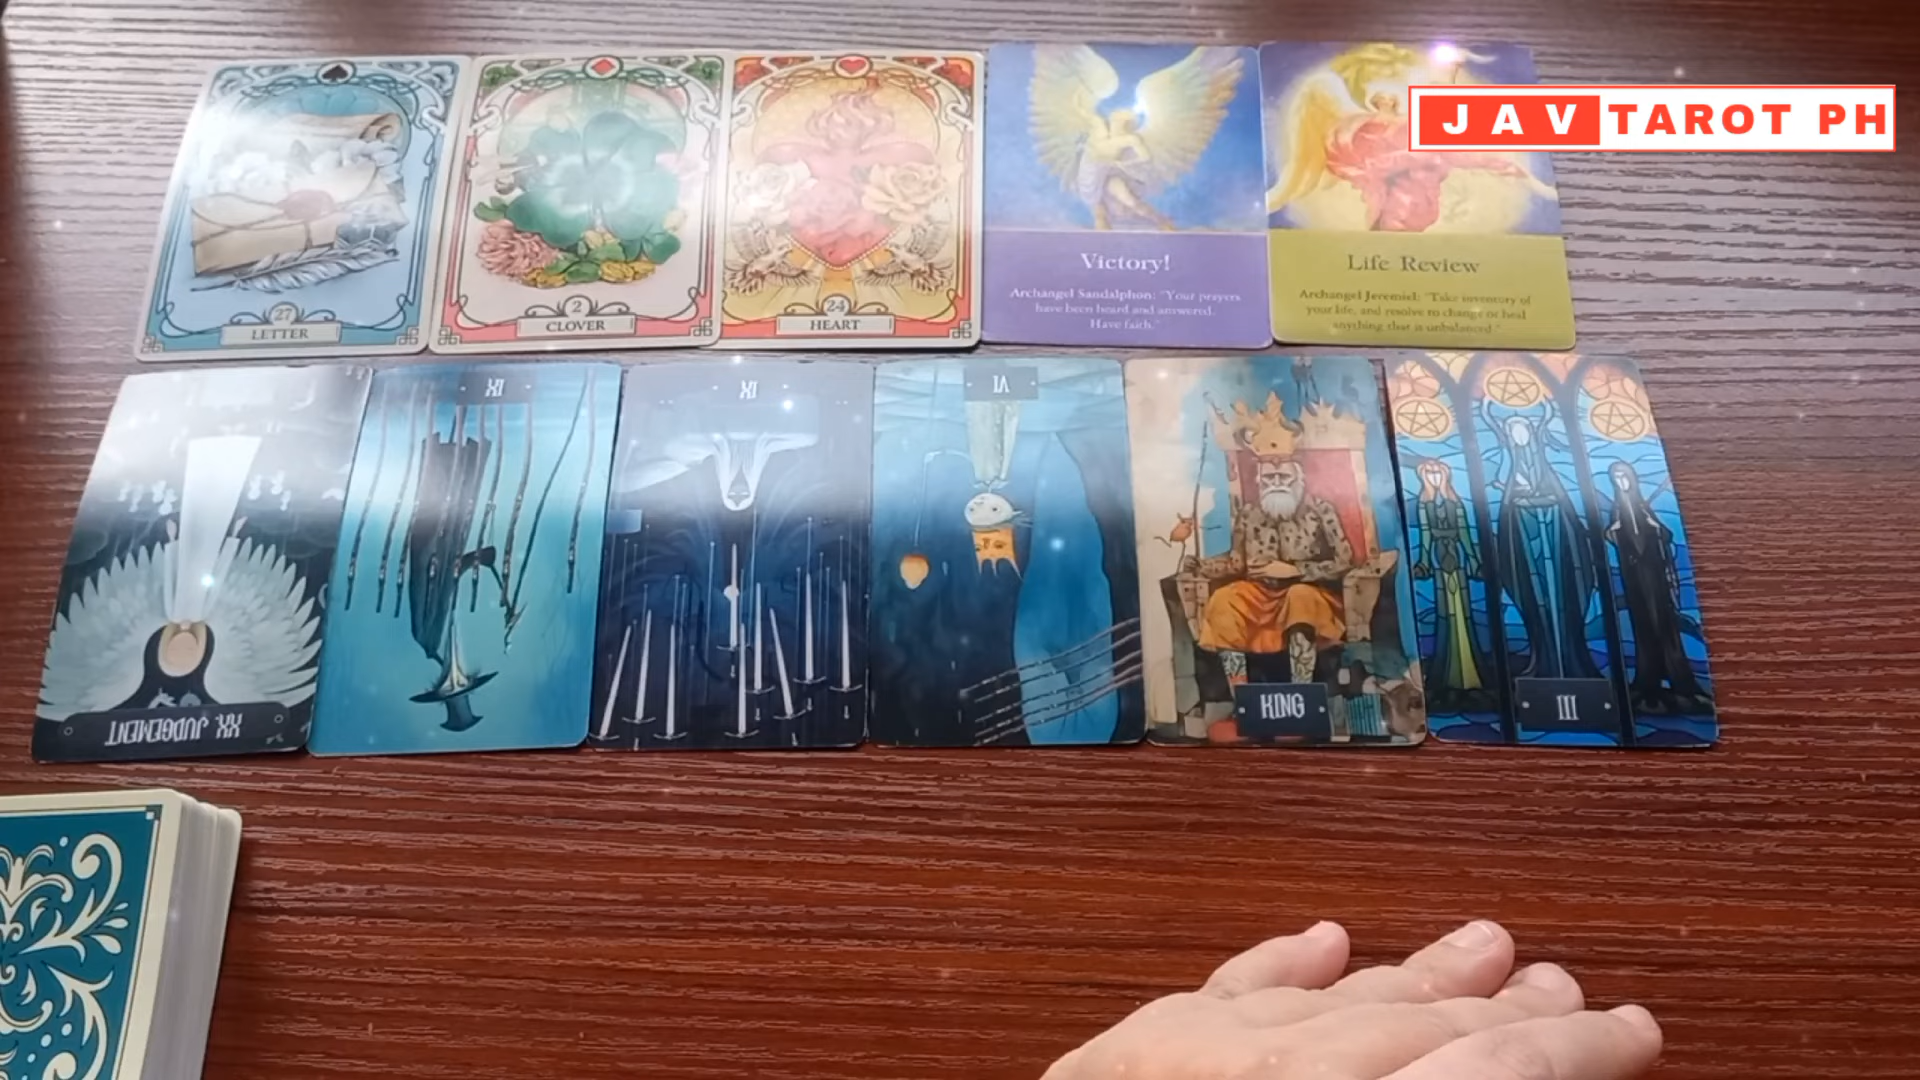 JAV TAROT PH
27
LETTER
2
CLOVER
24
HEART
Victory!
Archangel Sandalphon: "Your prayers
have been heard and answered.
Have faith."
Life Review
Archangel Jeremiel: "Take inventory of
your life, and resolve to change or heal
anything that is unbalanced."
XX JUDGEMENT
IX
IX
VI
KING
III